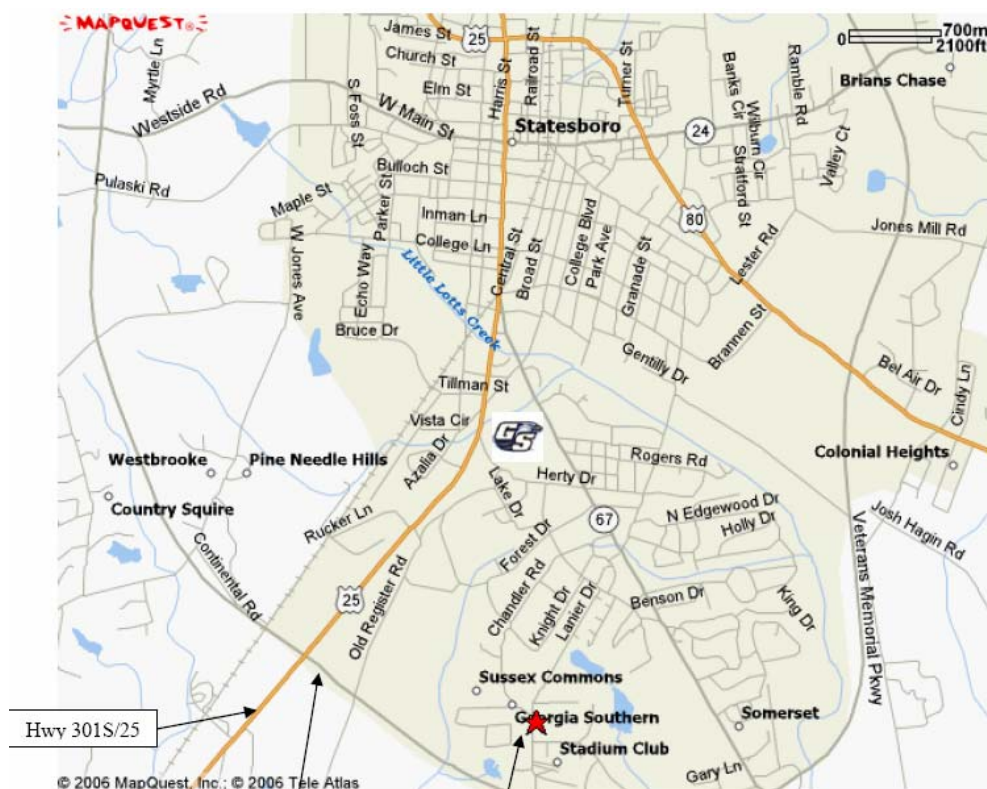 MAPQUEST®
James St
25
Church St
Elm St
Harris St
Railroad St
Turner St
0 700m
2100ft
Brians Chase
Myrtle Ln
Westside Rd
S Foss St
W Main St
Statesboro
24
Banks Cir
Wilburn Cir
Stratford St
Ramble Rd
Valley Ct
Pulaski Rd
Maple St
Bulloch St
Parker St
Inman Ln
College Ln
80
Jones Mill Rd
W Jones Ave
Echo Way
Little Lotts Creek
Central St
Broad St
College Blvd
Park Ave
Granade St
Lester Rd
Bruce Dr
Gentilly Dr
Brannen St
Tillman St
Bel Air Dr
Cindy Ln
Vista Cir
GS
Azalia Dr
Westbrooke
Pine Needle Hills
Country Squire
Rogers Rd
Herty Dr
Colonial Heights
Lake Dr
Rucker Ln
67
N Edgewood Dr
Holly Dr
Josh Hagin Rd
Forest Dr
Continental Rd
Old Register Rd
25
Chandler Rd
Knight Dr
Lanier Dr
Benson Dr
King Dr
Veterans Memorial Pkwy
Sussex Commons
Georgia Southern
Somerset
Hwy 301S/25
Stadium Club
Gary Ln
© 2006 MapQuest, Inc.; © 2006 Tele Atlas